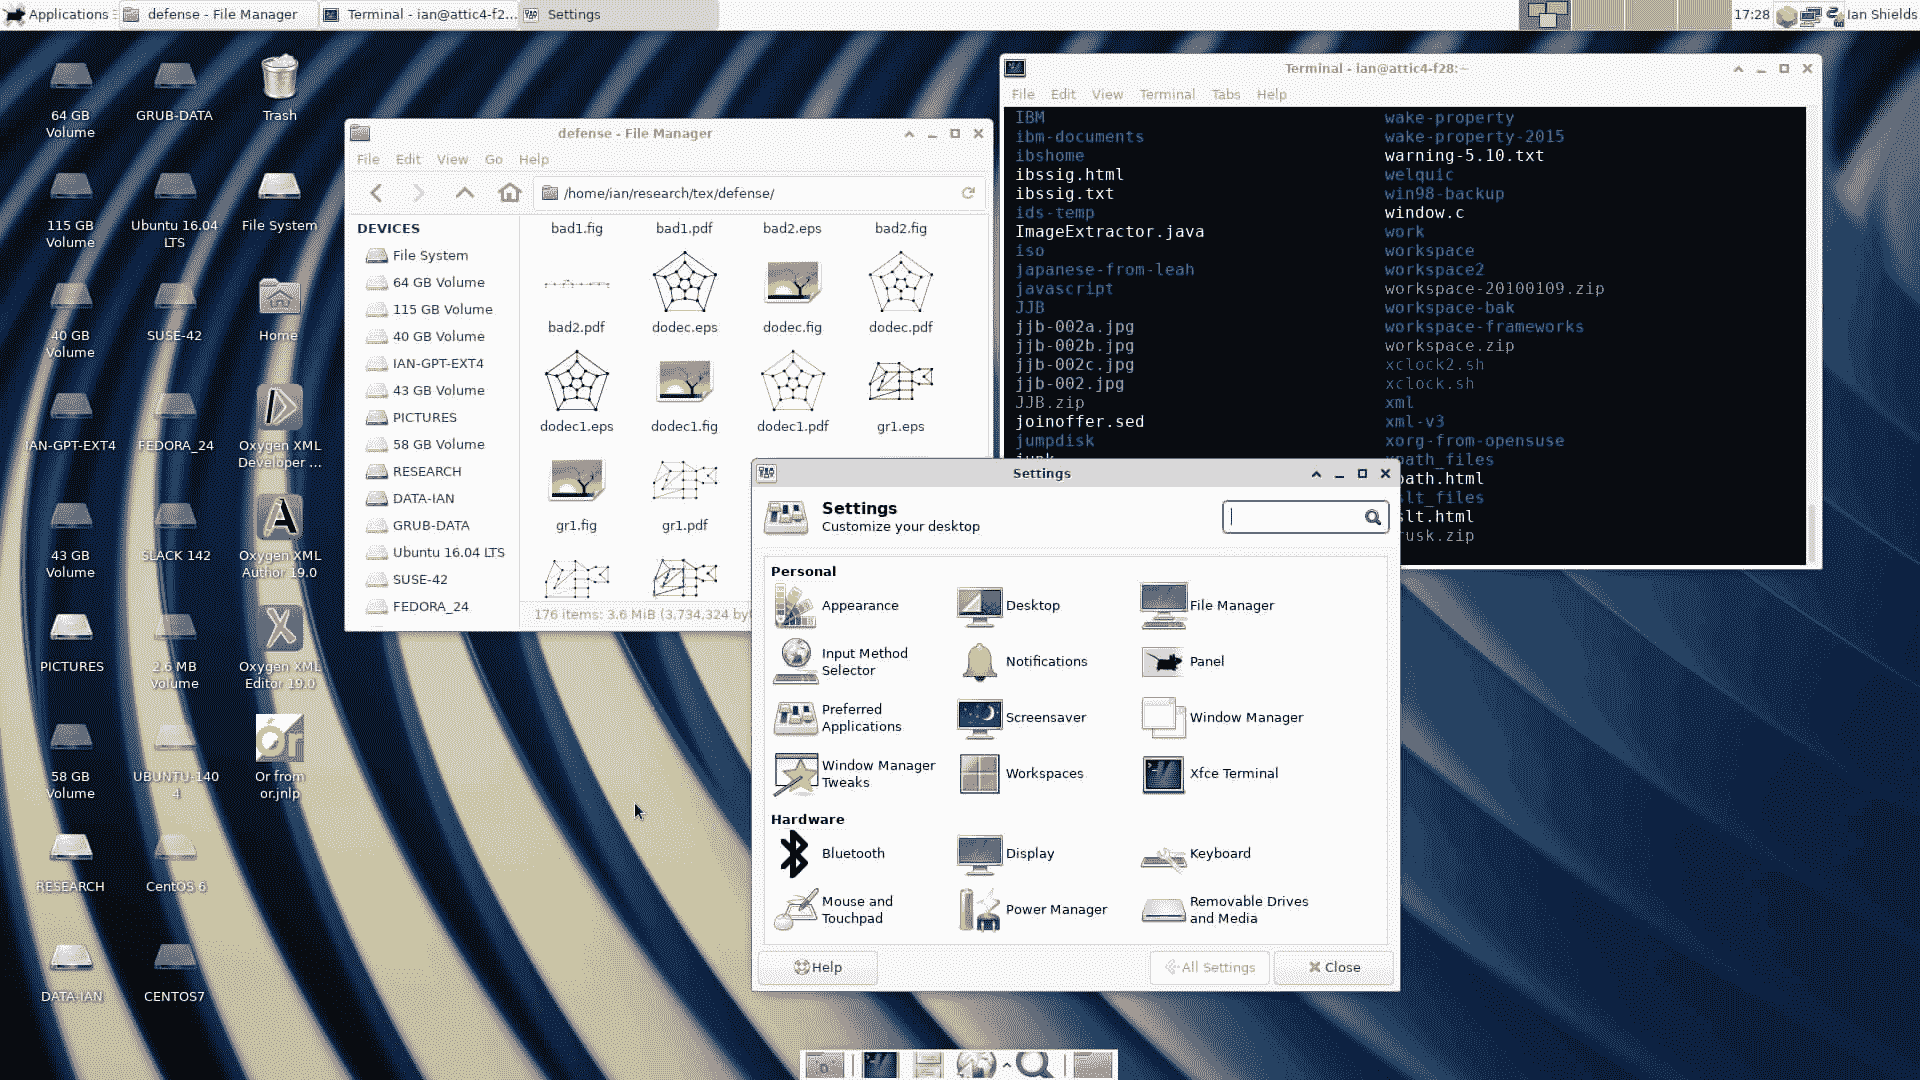 Applications
defense - File Manager
Terminal - ian@attic4-f2...
Settings
17:28
Ian Shields
64 GB
Volume
GRUB-DATA
Trash
115 GB
Volume
Ubuntu 16.04
LTS
File System
40 GB
Volume
SUSE-42
Home
IAN-GPT-EXT4
FEDORA_24
Oxygen XML
Developer ...
43 GB
Volume
SLACK 142
Oxygen XML
Author 19.0
PICTURES
2.6 MB
Volume
Oxygen XML
Editor 19.0
58 GB
Volume
UBUNTU-140
4
Or from
or.jnlp
RESEARCH
CentOS 6
DATA-IAN
CENTOS7
defense - File Manager
File Edit View Go Help
/home/ian/research/tex/defense/
DEVICES
File System
64 GB Volume
115 GB Volume
40 GB Volume
IAN-GPT-EXT4
43 GB Volume
PICTURES
58 GB Volume
RESEARCH
DATA-IAN
GRUB-DATA
Ubuntu 16.04 LTS
SUSE-42
FEDORA_24
bad1.fig bad1.pdf bad2.eps bad2.fig
bad2.pdf dodec.eps dodec.fig dodec.pdf
dodec1.eps dodec1.fig dodec1.pdf gr1.eps
gr1.fig gr1.pdf
176 items: 3.6 MiB (3,734,324 by
Terminal - ian@attic4-f28:~
File Edit View Terminal Tabs Help
IBM wake-property
ibm-documents wake-property-2015
ibshome warning-5.10.txt
ibssig.html welquic
ibssig.txt win98-backup
ids-temp window.c
ImageExtractor.java work
iso workspace
japanese-from-leah workspace2
javascript workspace-20100109.zip
JJB workspace-bak
jjb-002a.jpg workspace-frameworks
jjb-002b.jpg workspace.zip
jjb-002c.jpg xclock2.sh
jjb-002.jpg xclock.sh
JJB.zip xml
joinoffer.sed xml-v3
jumpdisk xorg-from-opensuse
junk xpath_files
path.html
slt_files
slt.html
rusk.zip
Settings
Settings
Customize your desktop
Personal
Appearance Desktop File Manager
Input Method
Selector
Notifications Panel
Preferred
Applications
Screensaver Window Manager
Window Manager
Tweaks
Workspaces Xfce Terminal
Hardware
Bluetooth Display Keyboard
Mouse and
Touchpad
Power Manager
Removable Drives
and Media
Help All Settings Close